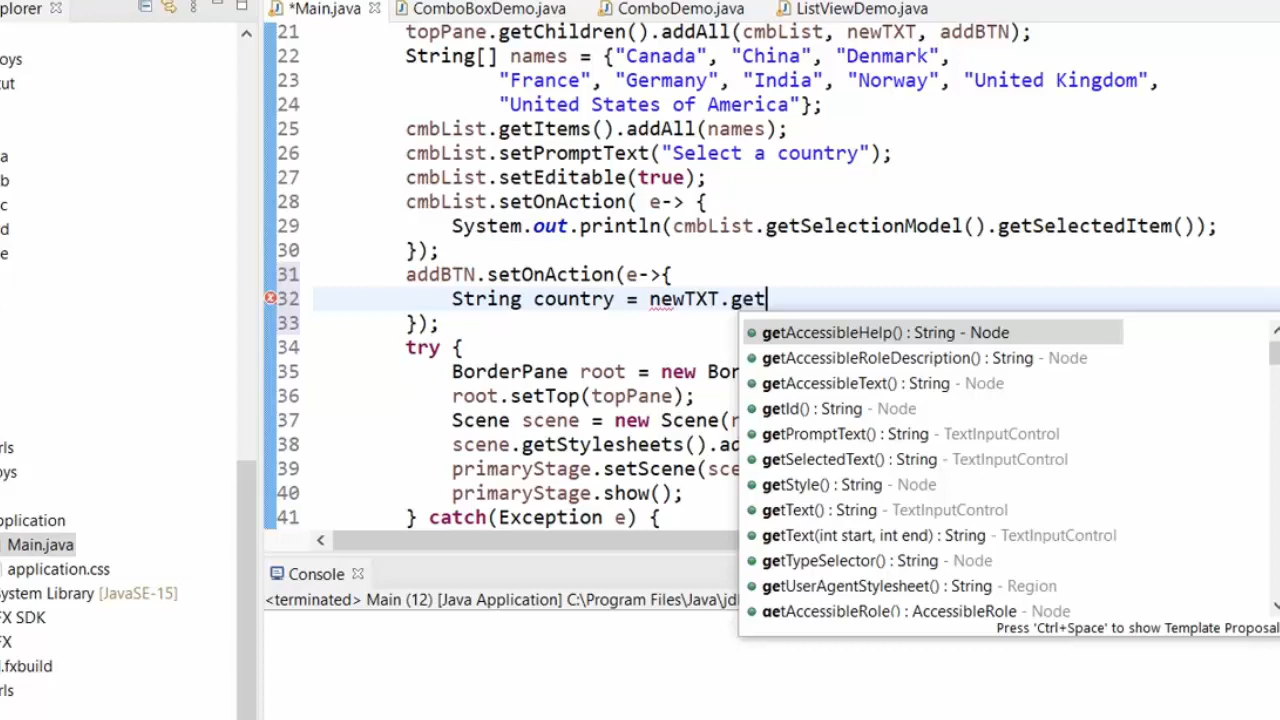 plorer
*Main.java ComboBoxDemo.java ComboDemo.java ListViewDemo.java
21 topPane.getChildren().addAll(cmbList, newTXT, addBTN);
22 String[] names = {"Canada", "China", "Denmark",
23 "France", "Germany", "India", "Norway", "United Kingdom",
24 "United States of America"};
25 cmbList.getItems().addAll(names);
26 cmbList.setPromptText("Select a country");
27 cmbList.setEditable(true);
28 cmbList.setOnAction( e-> {
29 System.out.println(cmbList.getSelectionModel().getSelectedItem());
30 });
31 addBTN.setOnAction(e->{
32 String country = newTXT.get
33 });
34 try {
35 BorderPane root = new Bor
36 root.setTop(topPane);
37 Scene scene = new Scene(r
38 scene.getStylesheets().ad
39 primaryStage.setScene(sce
40 primaryStage.show();
41 } catch(Exception e) {
getAccessibleHelp() : String - Node
getAccessibleRoleDescription() : String - Node
getAccessibleText() : String - Node
getId() : String - Node
getPromptText() : String - TextInputControl
getSelectedText() : String - TextInputControl
getStyle() : String - Node
getText() : String - TextInputControl
getText(int start, int end) : String - TextInputControl
getTypeSelector() : String - Node
getUserAgentStylesheet() : String - Region
getAccessibleRole() : AccessibleRole - Node
Press 'Ctrl+Space' to show Template Proposal
Console
<terminated> Main (12) [Java Application] C:\Program Files\Java\jd
oys
ut
a
b
c
d
e
rls
oys
pplication
Main.java
application.css
ystem Library [JavaSE-15]
FX SDK
FX
.fxbuild
rls